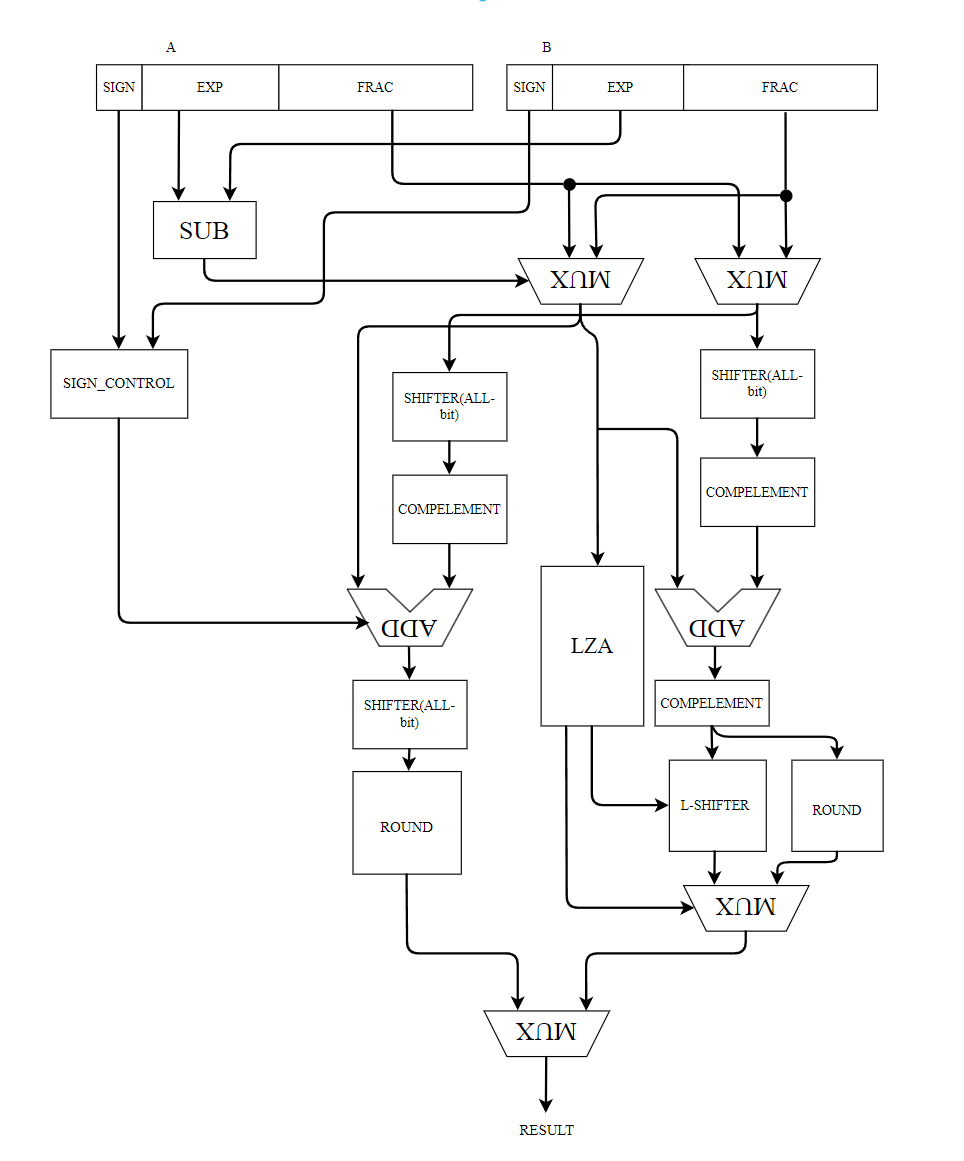 A
B
SIGN
EXP
FRAC
SIGN
EXP
FRAC
SUB
MUX
MUX
SIGN_CONTROL
SHIFTER(ALL-
bit)
SHIFTER(ALL-
bit)
COMPELEMENT
COMPELEMENT
ADD
LZA
ADD
SHIFTER(ALL-
bit)
COMPELEMENT
ROUND
L-SHIFTER
ROUND
MUX
MUX
RESULT